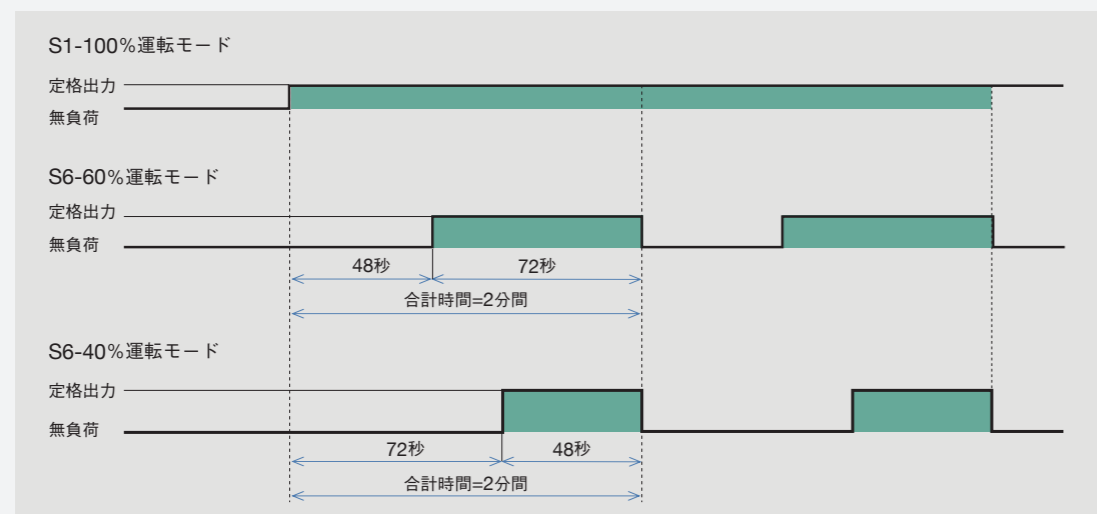 S1-100%運転モード
定格出力
無負荷
S6-60%運転モード
定格出力
無負荷
48秒 72秒
合計時間=2分間
S6-40%運転モード
定格出力
無負荷
72秒 48秒
合計時間=2分間